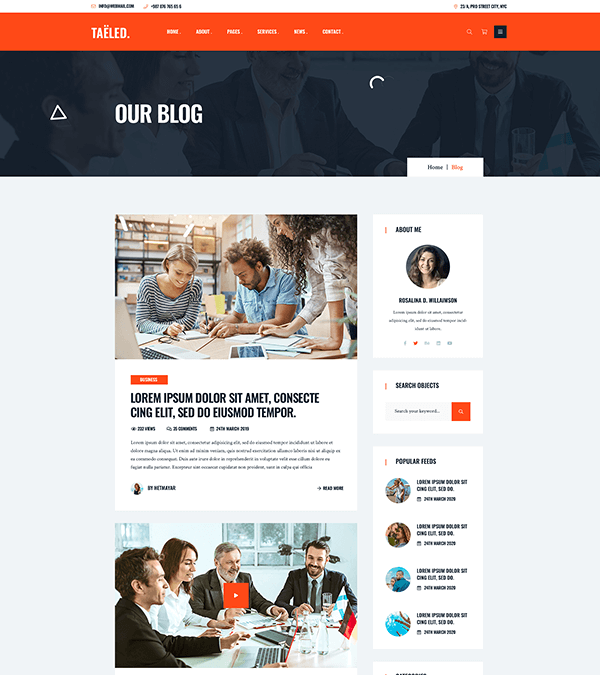 INFO@WEBMAIL.COM
+987 876 765 65 6
23/A, PRO STREET CITY, NYC
TAËLED.
HOME
ABOUT
PAGES
SERVICES
NEWS
CONTACT
OUR BLOG
Home | Blog
BUSINESS
LOREM IPSUM DOLOR SIT AMET, CONSECTE
CING ELIT, SED DO EIUSMOD TEMPOR.
232 VIEWS
35 COMMENTS
24TH MARCH 2019
Lorem ipsum dolor sit amet, consectetur adipisicing elit, sed do eiusmod tempor incididunt ut labore et
dolore magna aliqua. Ut enim ad minim veniam, quis nostrud exercitation ullamco laboris nisi ut aliquip ex
ea commodo consequat. Duis aute irure dolor in reprehenderit in voluptate velit esse cillum dolore eu
fugiat nulla pariatur. Excepteur sint occaecat cupidatat non proident, sunt in culpa qui officia
BY HETMAYAR
READ MORE
ABOUT ME
ROSALINA D. WILLAIMSON
Lorem ipsum dolor sit amet, consectetur
adipisicing elit, sed do eiusmod tempor incidi
dunt ut labore.
SEARCH OBJECTS
Search your keyword...
POPULAR FEEDS
LOREM IPSUM DOLOR SIT
CING ELIT, SED DO.
24TH MARCH 2020
LOREM IPSUM DOLOR SIT
CING ELIT, SED DO.
24TH MARCH 2020
LOREM IPSUM DOLOR SIT
CING ELIT, SED DO.
24TH MARCH 2020
LOREM IPSUM DOLOR SIT
CING ELIT, SED DO.
24TH MARCH 2020